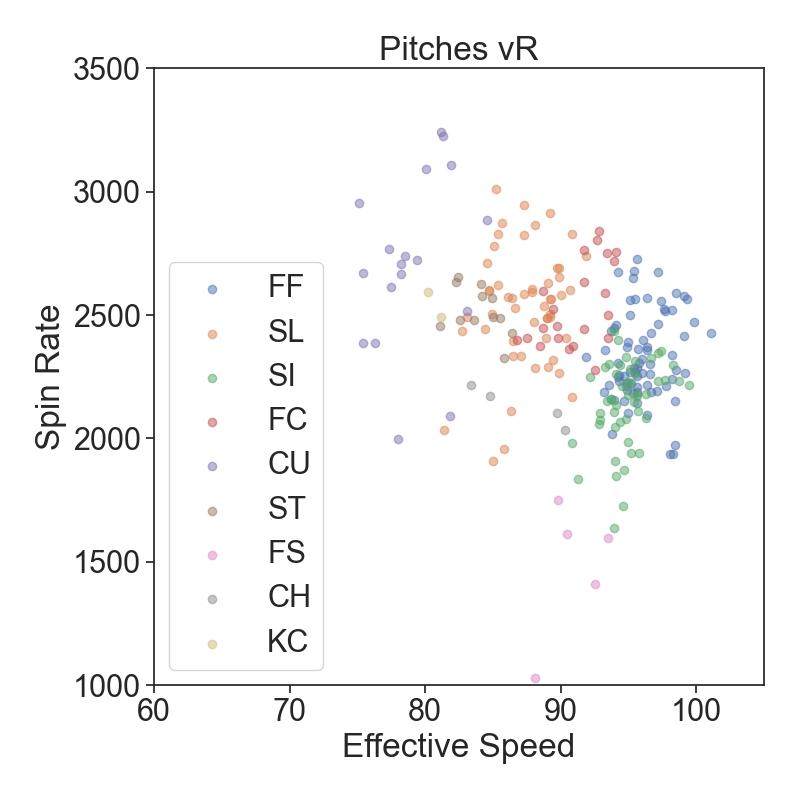 Pitches vR
3500
3000
2500
2000
1500
1000
Spin Rate
FF
SL
SI
FC
CU
ST
FS
CH
KC
60 70 80 90 100
Effective Speed